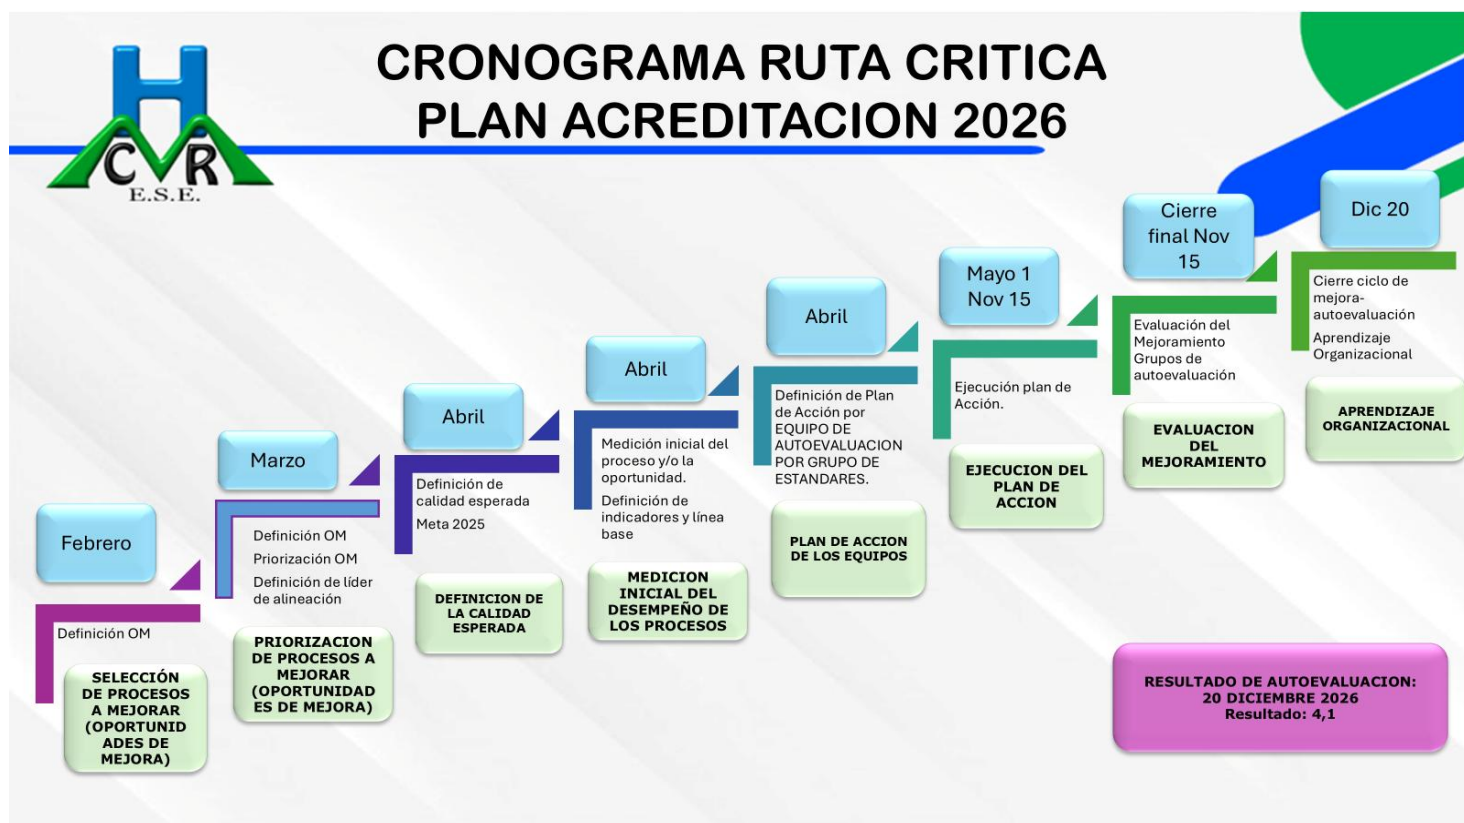 CRONOGRAMA RUTA CRITICA
PLAN ACREDITACION 2026
H
CVR
E.S.E.
Febrero
Definición OM
SELECCIÓN
DE PROCESOS
A MEJORAR
(OPORTUNID
ADES DE
MEJORA)
Marzo
Definición OM
Priorización OM
Definición de líder
de alineación
PRIORIZACION
DE PROCESOS A
MEJORAR
(OPORTUNIDAD
ES DE MEJORA)
Abril
Definición de
calidad esperada
Meta 2025
DEFINICION DE
LA CALIDAD
ESPERADA
Abril
Medición inicial del
proceso y/o la
oportunidad.
Definición de
indicadores y línea
base
MEDICION
INICIAL DEL
DESEMPEÑO DE
LOS PROCESOS
Abril
Definición de Plan
de Acción por
EQUIPO DE
AUTOEVALUACION
POR GRUPO DE
ESTANDARES.
PLAN DE ACCION
DE LOS EQUIPOS
Mayo 1
Nov 15
Ejecución plan de
Acción.
EJECUCION DEL
PLAN DE
ACCION
Cierre
final Nov
15
Evaluación del
Mejoramiento
Grupos de
autoevaluación
EVALUACION
DEL
MEJORAMIENTO
Dic 20
Cierre ciclo de
mejora-
autoevaluación
Aprendizaje
Organizacional
APRENDIZAJE
ORGANIZACIONAL
RESULTADO DE AUTOEVALUACION:
20 DICIEMBRE 2026
Resultado: 4,1